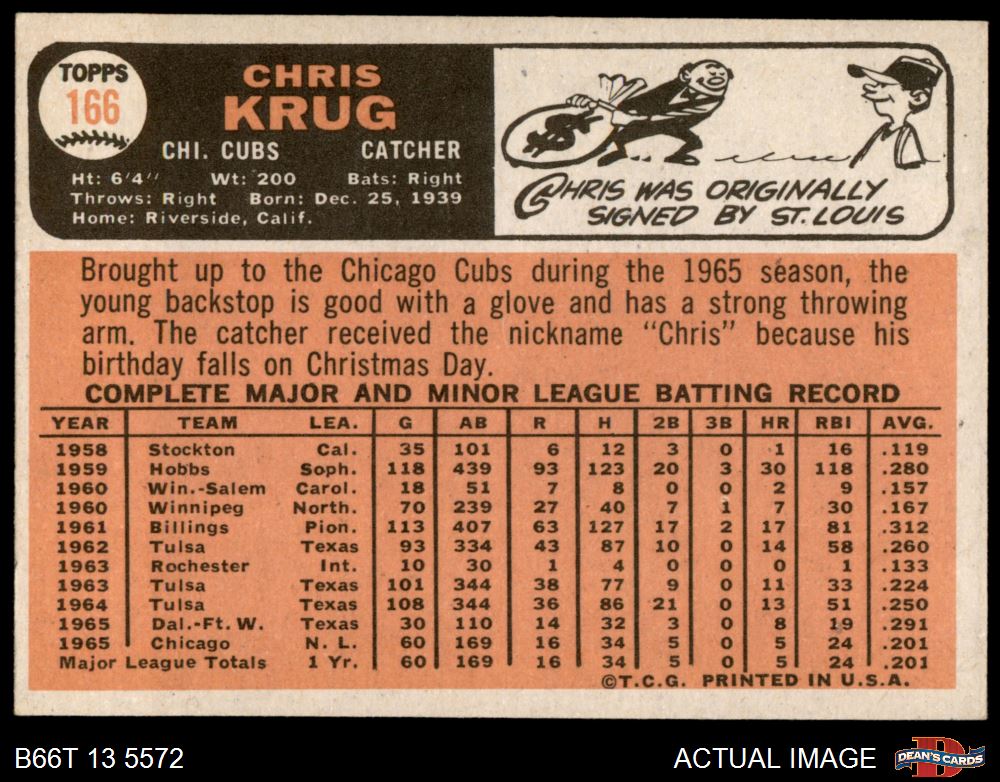 TOPPS
166
CHRIS
KRUG
CHI. CUBS CATCHER
Ht: 6'4" Wt: 200 Bats: Right
Throws: Right Born: Dec. 25, 1939
Home: Riverside, Calif.
CHRIS WAS ORIGINALLY
SIGNED BY ST. LOUIS
Brought up to the Chicago Cubs during the 1965 season, the
young backstop is good with a glove and has a strong throwing
arm. The catcher received the nickname "Chris" because his
birthday falls on Christmas Day.
COMPLETE MAJOR AND MINOR LEAGUE BATTING RECORD
YEAR TEAM LEA. G AB R H 2B 3B HR RBI AVG.
1958 Stockton Cal. 35 101 6 12 3 0 1 16 .119
1959 Hobbs Soph. 118 439 93 123 20 3 30 118 .280
1960 Win.-Salem Carol. 18 51 7 8 0 0 2 9 .157
1960 Winnipeg North. 70 239 27 40 7 1 7 30 .167
1961 Billings Pion. 113 407 63 127 17 2 17 81 .312
1962 Tulsa Texas 93 334 43 87 10 0 14 58 .260
1963 Rochester Int. 10 30 1 4 0 0 0 1 .133
1963 Tulsa Texas 101 344 38 77 9 0 11 33 .224
1964 Tulsa Texas 108 344 36 86 21 0 13 51 .250
1965 Dal.-Ft. W. Texas 30 110 14 32 3 0 8 19 .291
1965 Chicago N. L. 60 169 16 34 5 0 5 24 .201
Major League Totals 1 Yr. 60 169 16 34 5 0 5 24 .201
©T.C.G. PRINTED IN U.S.A.
B66T 13 5572 ACTUAL IMAGE D DEAN'S CARDS